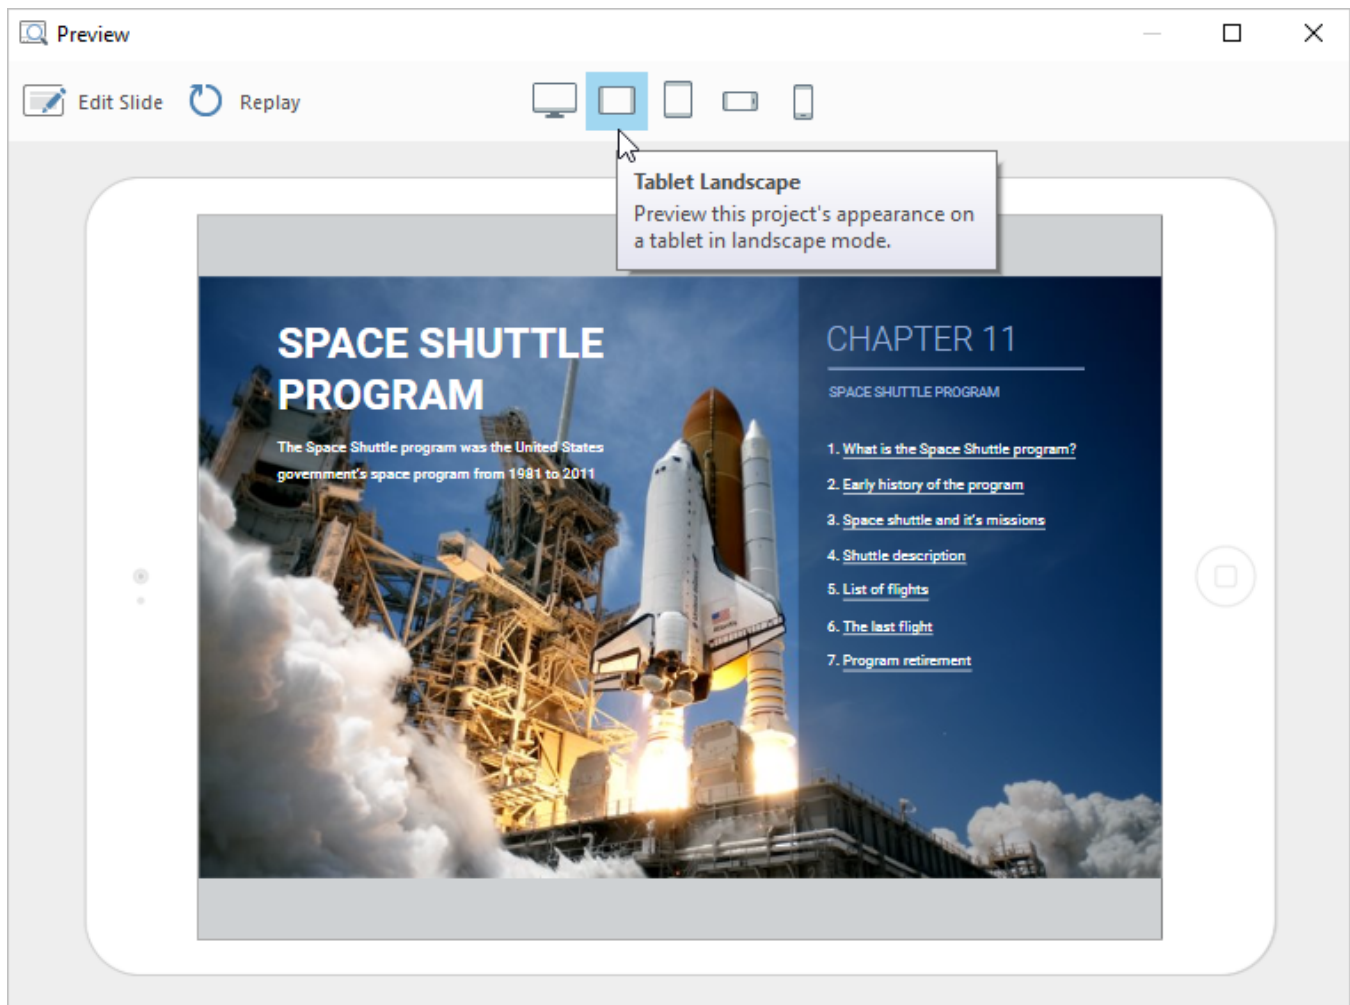 Preview
Edit Slide
Replay
Tablet Landscape
Preview this project's appearance on
a tablet in landscape mode.
SPACE SHUTTLE
PROGRAM
The Space Shuttle program was the United States
government's space program from 1981 to 2011
CHAPTER 11
SPACE SHUTTLE PROGRAM
1. What is the Space Shuttle program?
2. Early history of the program
3. Space shuttle and it's missions
4. Shuttle description
5. List of flights
6. The last flight
7. Program retirement
Atlantis